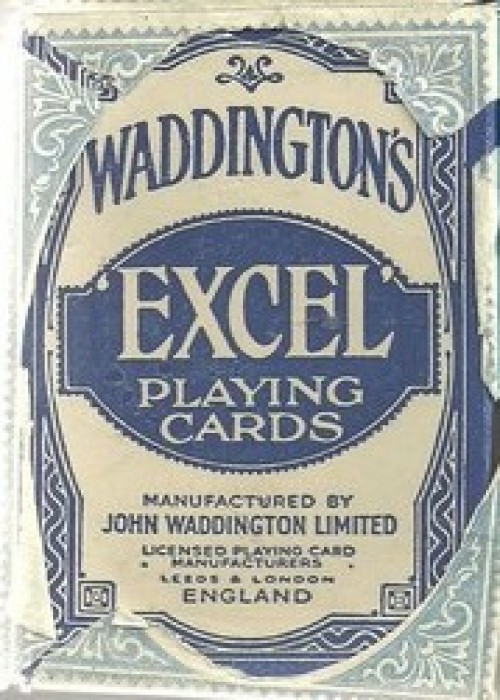 WADDINGTON'S
'EXCEL'
PLAYING
CARDS
MANUFACTURED BY
JOHN WADDINGTON LIMITED
LICENSED PLAYING CARD
MANUFACTURERS
LEEDS & LONDON
ENGLAND